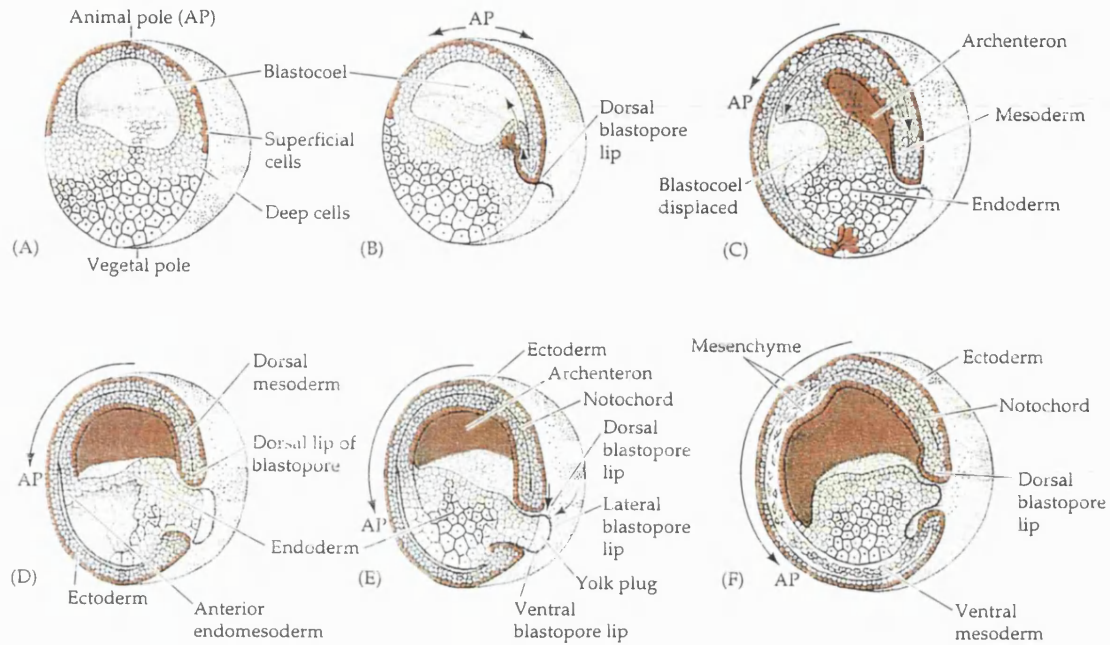 Animal pole (AP)
Blastocoel
Superficial
cells
Deep cells
(A)
Vegetal pole
AP
Dorsal
blastopore
lip
(B)
Archenteron
AP
Mesoderm
Blastocoel
displaced
Endoderm
(C)
Dorsal
mesoderm
Dorsal lip of
blastopore
AP
Endoderm
(D)
Ectoderm
Anterior
endomesoderm
Ectoderm
Archenteron
Notochord
Dorsal
blastopore
lip
AP
Lateral
blastopore
lip
(E)
Yolk plug
Ventral
blastopore lip
Mesenchyme
Ectoderm
Notochord
Dorsal
blastopore
lip
(F)
AP
Ventral
mesoderm